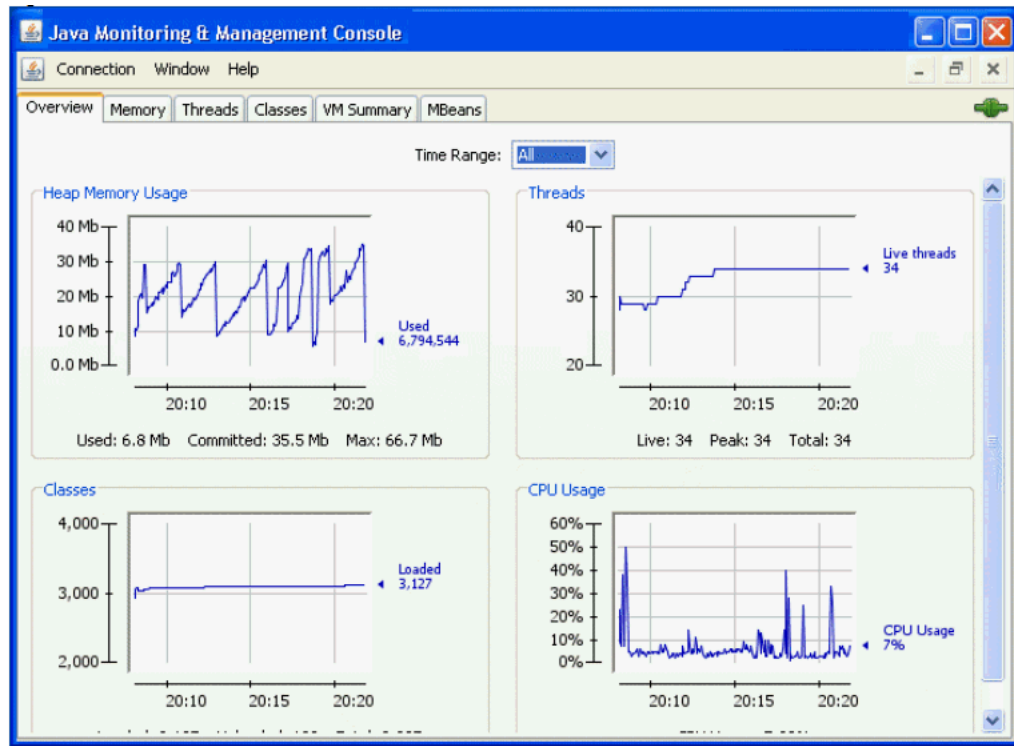 Java Monitoring & Management Console
Connection Window Help
Overview Memory Threads Classes VM Summary MBeans
Time Range: All
Heap Memory Usage
40 Mb
30 Mb
20 Mb
10 Mb
0.0 Mb
Used
6,794,544
20:10 20:15 20:20
Used: 6.8 Mb Committed: 35.5 Mb Max: 66.7 Mb
Threads
40
30
20
Live threads
34
20:10 20:15 20:20
Live: 34 Peak: 34 Total: 34
Classes
4,000
3,000
2,000
Loaded
3,127
20:10 20:15 20:20
CPU Usage
60%
50%
40%
30%
20%
10%
0%
CPU Usage
7%
20:10 20:15 20:20